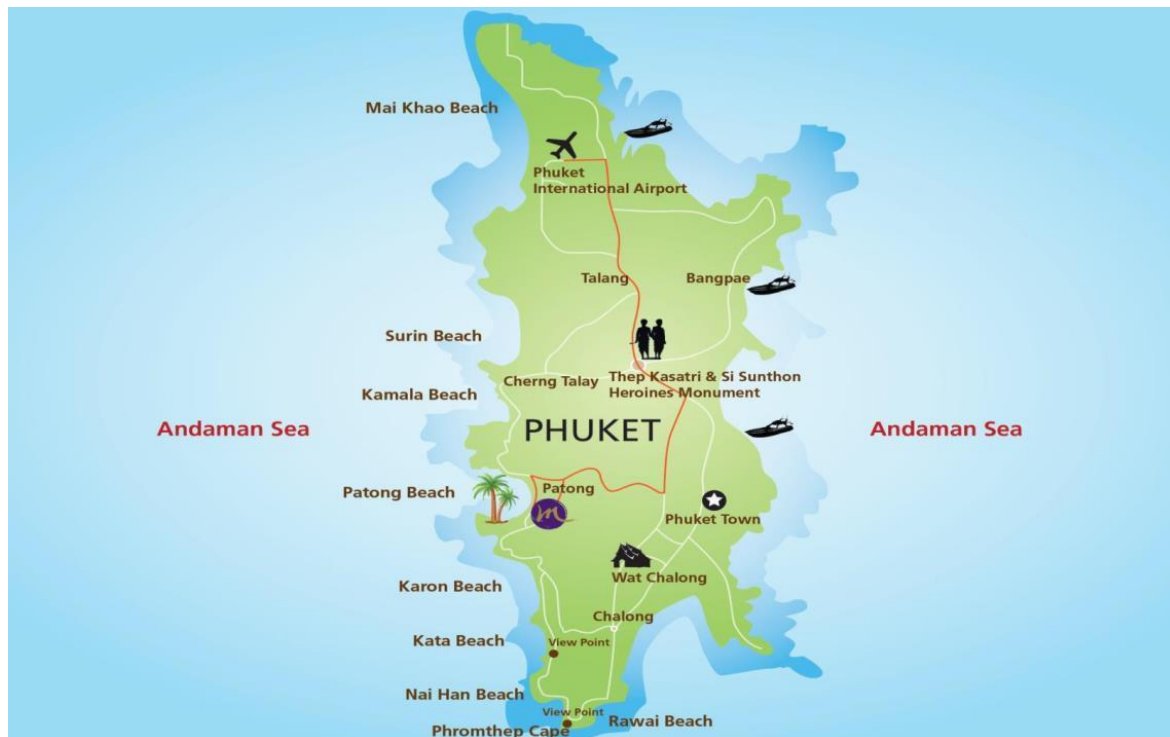 Mai Khao Beach
Phuket
International Airport
Talang
Bangpae
Surin Beach
Cherng Talay
Thep Kasatri & Si Sunthon
Heroines Monument
Kamala Beach
PHUKET
Andaman Sea
Andaman Sea
Patong Beach
Patong
m
Phuket Town
Wat Chalong
Karon Beach
Chalong
Kata Beach
View Point
Nai Han Beach
View Point
Rawai Beach
Phromthep Cape